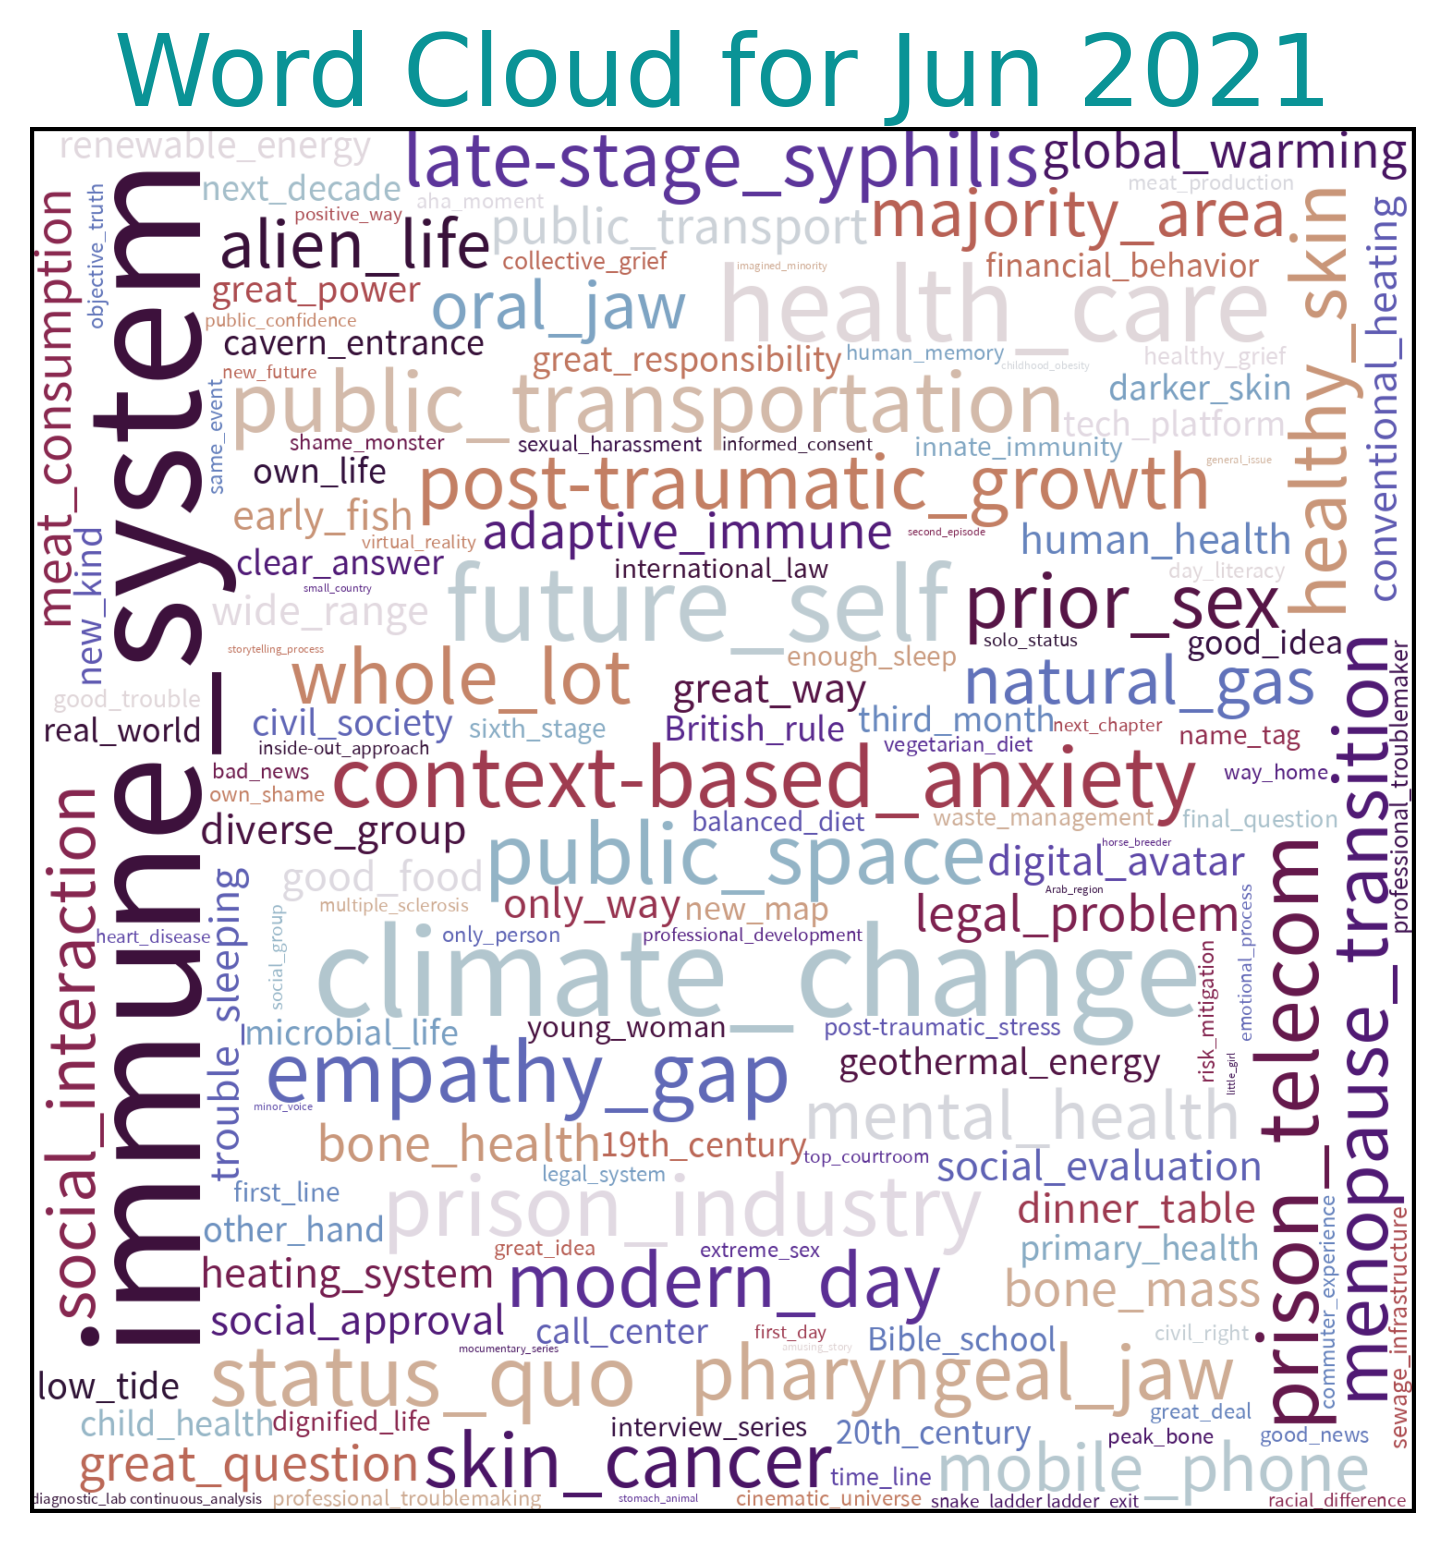 Word Cloud for Jun 2021
renewable_energy
late-stage_syphilis
global_warming
next_decade
aha_moment
meat_production
positive_way
public_transport
majority_area
alien_life
collective_grief
imagined_minority
financial_behavior
great_power
oral_jaw
health_care
public_confidence
cavern_entrance
great_responsibility
human_memory
childhood_obesity
healthy_grief
new_future
public_transportation
darker_skin
tech_platform
shame_monster
sexual_harassment
informed_consent
innate_immunity
own_life
post-traumatic_growth
general_issue
early_fish
virtual_reality
adaptive_immune
second_episode
human_health
clear_answer
international_law
day_literacy
small_country
wide_range
future_self
prior_sex
solo_status
good_idea
storytelling_process
whole_lot
enough_sleep
natural_gas
good_trouble
great_way
real_world
civil_society
sixth_stage
British_rule
third_month
next_chapter
name_tag
inside-out_approach
vegetarian_diet
bad_news
context-based_anxiety
way_home
own_shame
diverse_group
balanced_diet
waste_management
final_question
public_space
horse_breeder
digital_avatar
good_food
Arab_region
multiple_sclerosis
only_way
new_map
legal_problem
heart_disease
only_person
professional_development
climate_change
microbial_life
young_woman
post-traumatic_stress
empathy_gap
geothermal_energy
minor_voice
mental_health
bone_health
19th_century
top_courtroom
legal_system
social_evaluation
first_line
prison_industry
other_hand
dinner_table
great_idea
extreme_sex
primary_health
heating_system
modern_day
bone_mass
social_approval
call_center
first_day
Bible_school
civil_right
mocumentary_series
amusing_story
low_tide
status_quo
pharyngeal_jaw
child_health
dignified_life
interview_series
20th_century
great_deal
peak_bone
good_news
great_question
skin_cancer
time_line
mobile_phone
diagnostic_lab
continuous_analysis
professional_troublemaking
stomach_animal
cinematic_universe
snake_ladder
ladder_exit
racial_difference
meat_consumption
objective_truth
immune_system
same_event
new_kind
social_interaction
trouble_sleeping
social_group
healthy_skin
conventional_heating
menopause_transition
professional_troublemaker
prison_telecom
emotional_process
risk_mitigation
little_girl
commuter_experience
sewage_infrastructure